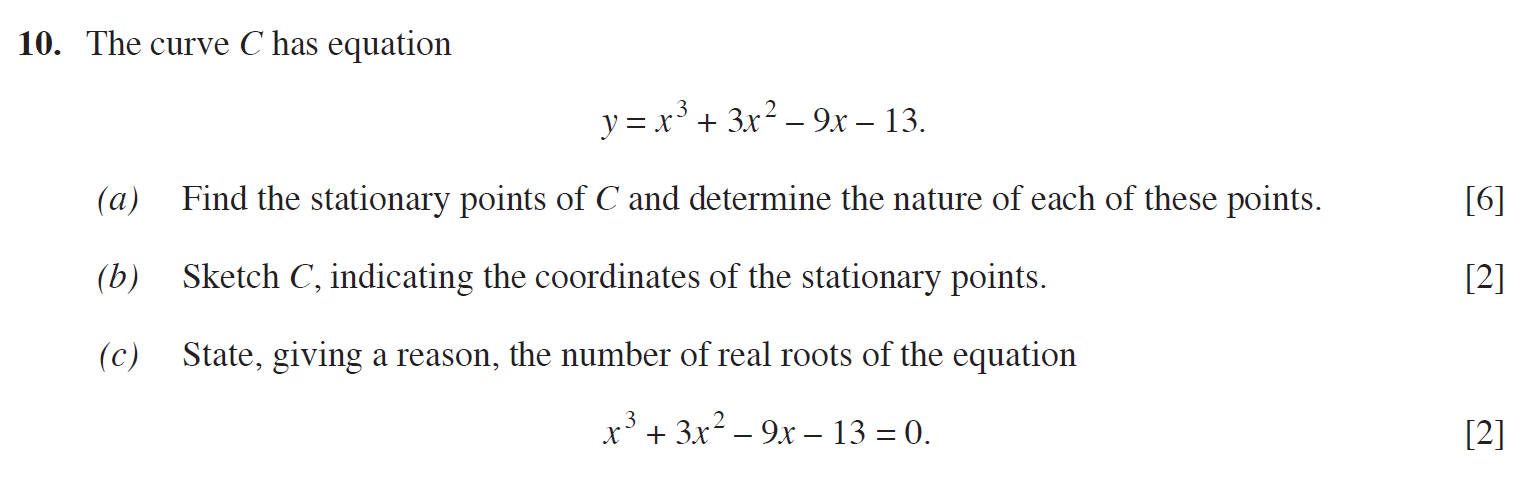 10. The curve C has equation
y = x³ + 3x² – 9x – 13.
(a) Find the stationary points of C and determine the nature of each of these points. [6]
(b) Sketch C, indicating the coordinates of the stationary points. [2]
(c) State, giving a reason, the number of real roots of the equation
x³ + 3x² – 9x – 13 = 0. [2]